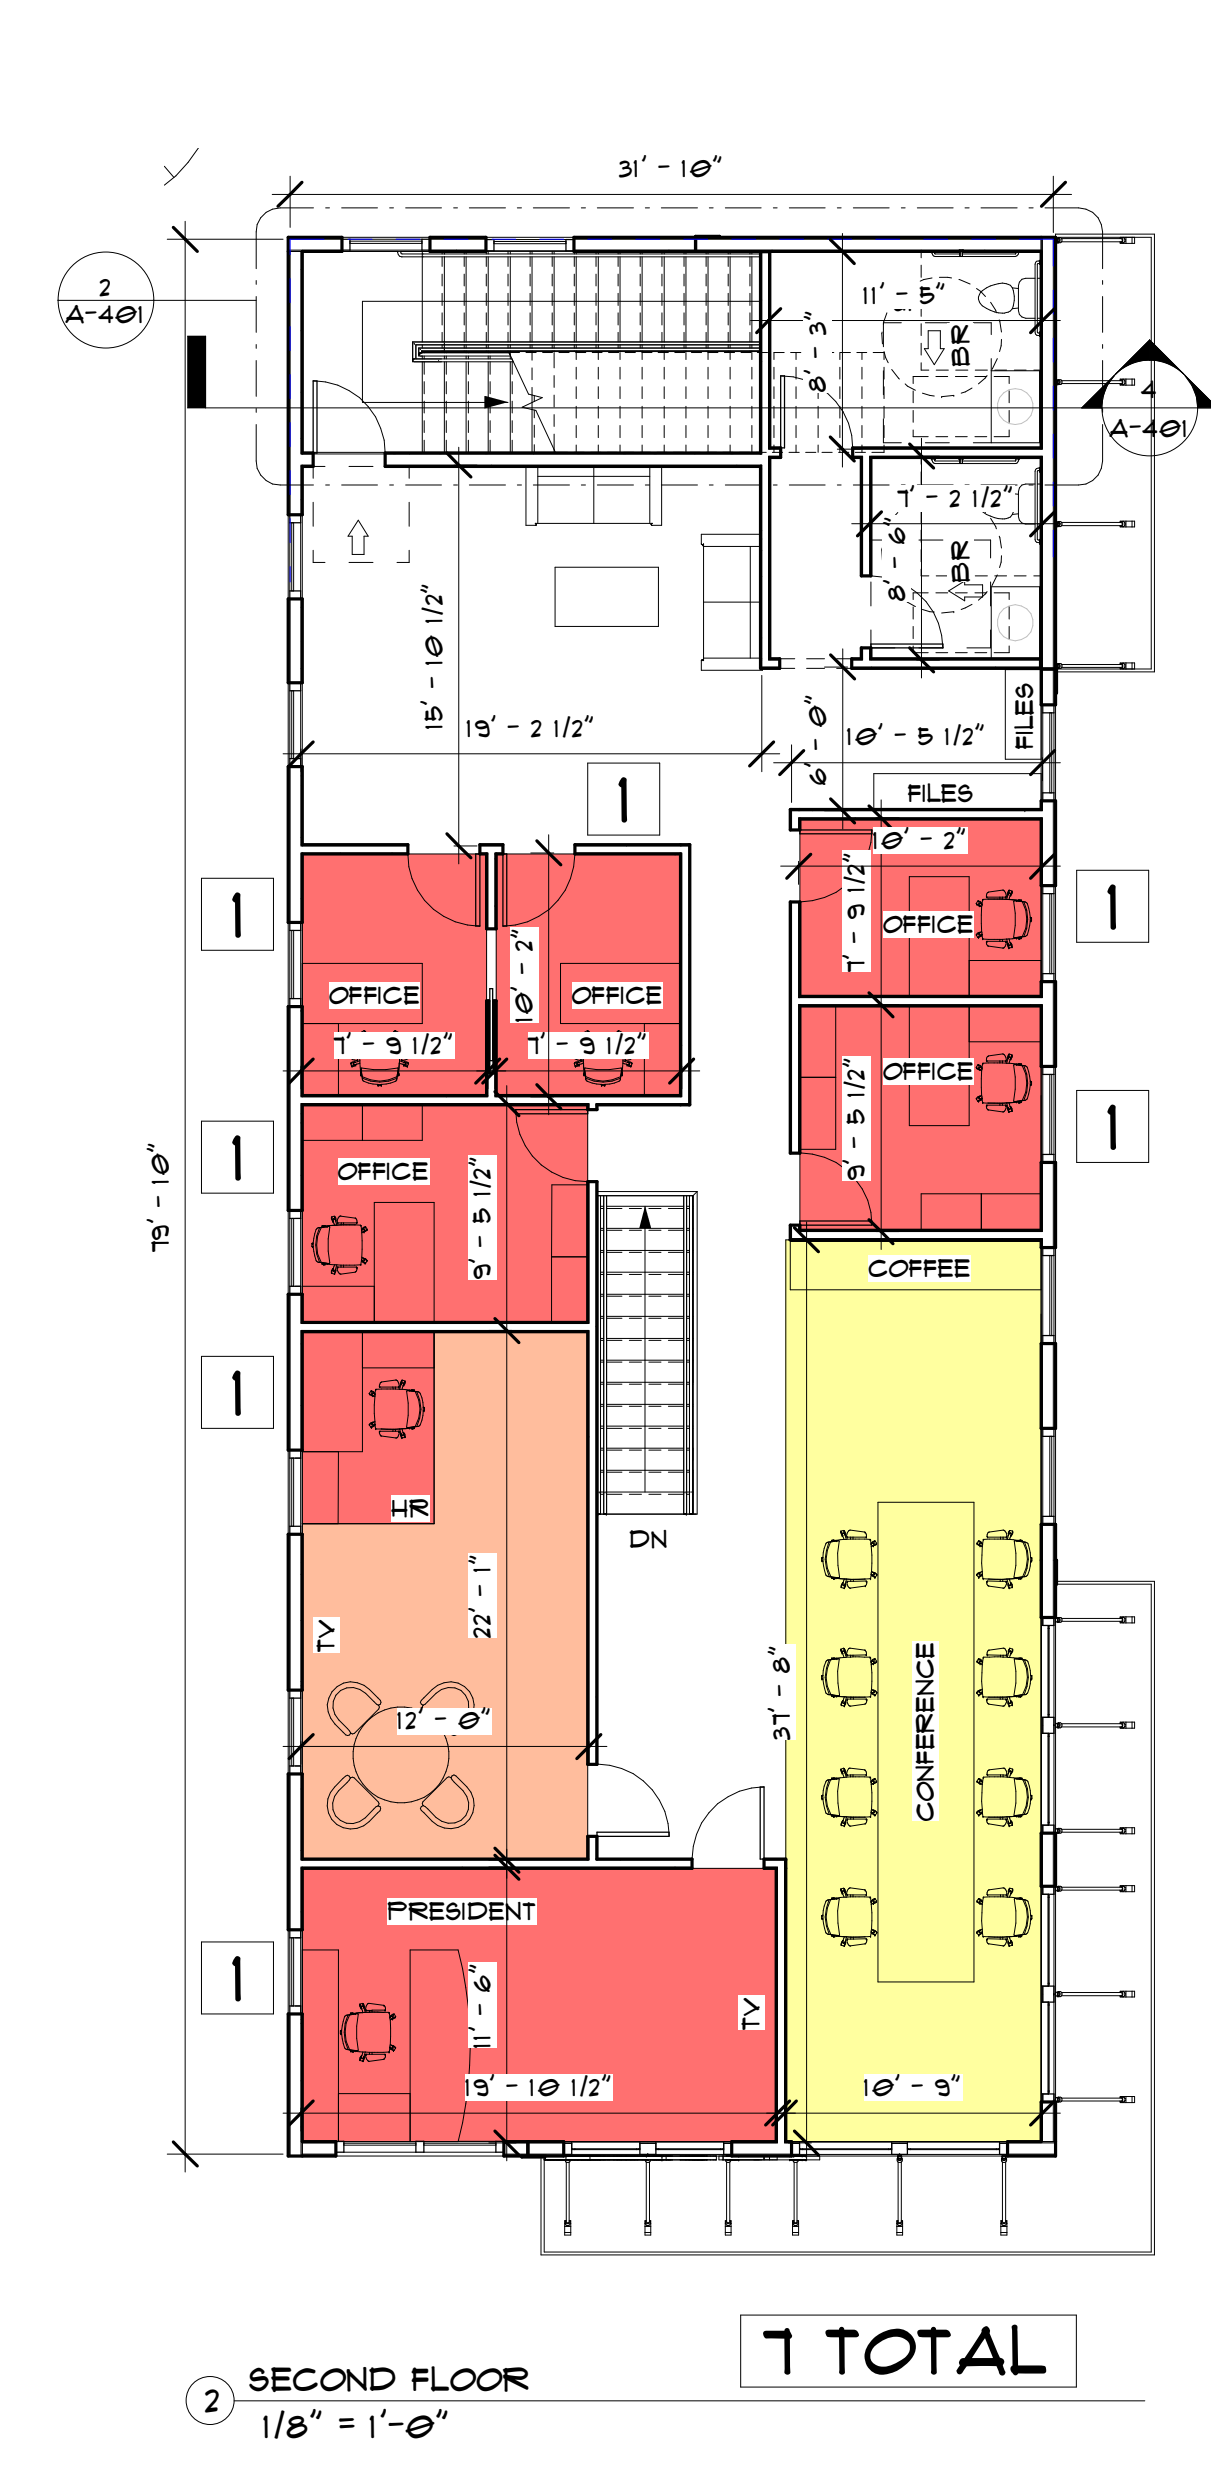 31' - 10"
2
A-401
11' - 5"
8' - 3"
BR
4
A-401
7' - 2 1/2"
8' - 6"
BR
15' - 10 1/2"
19' - 2 1/2"
6' - 0"
10' - 5 1/2"
FILES
FILES
1
10' - 2"
7' - 9 1/2"
OFFICE
1
1
10' - 2"
OFFICE
OFFICE
7' - 9 1/2"
7' - 9 1/2"
9' - 5 1/2"
OFFICE
1
1
OFFICE
9' - 5 1/2"
79' - 10"
COFFEE
1
HR
DN
22' - 1"
TV
12' - 0"
37' - 8"
CONFERENCE
PRESIDENT
1
11' - 6"
TV
19' - 10 1/2"
10' - 9"
7 TOTAL
2
SECOND FLOOR
1/8" = 1'-0"